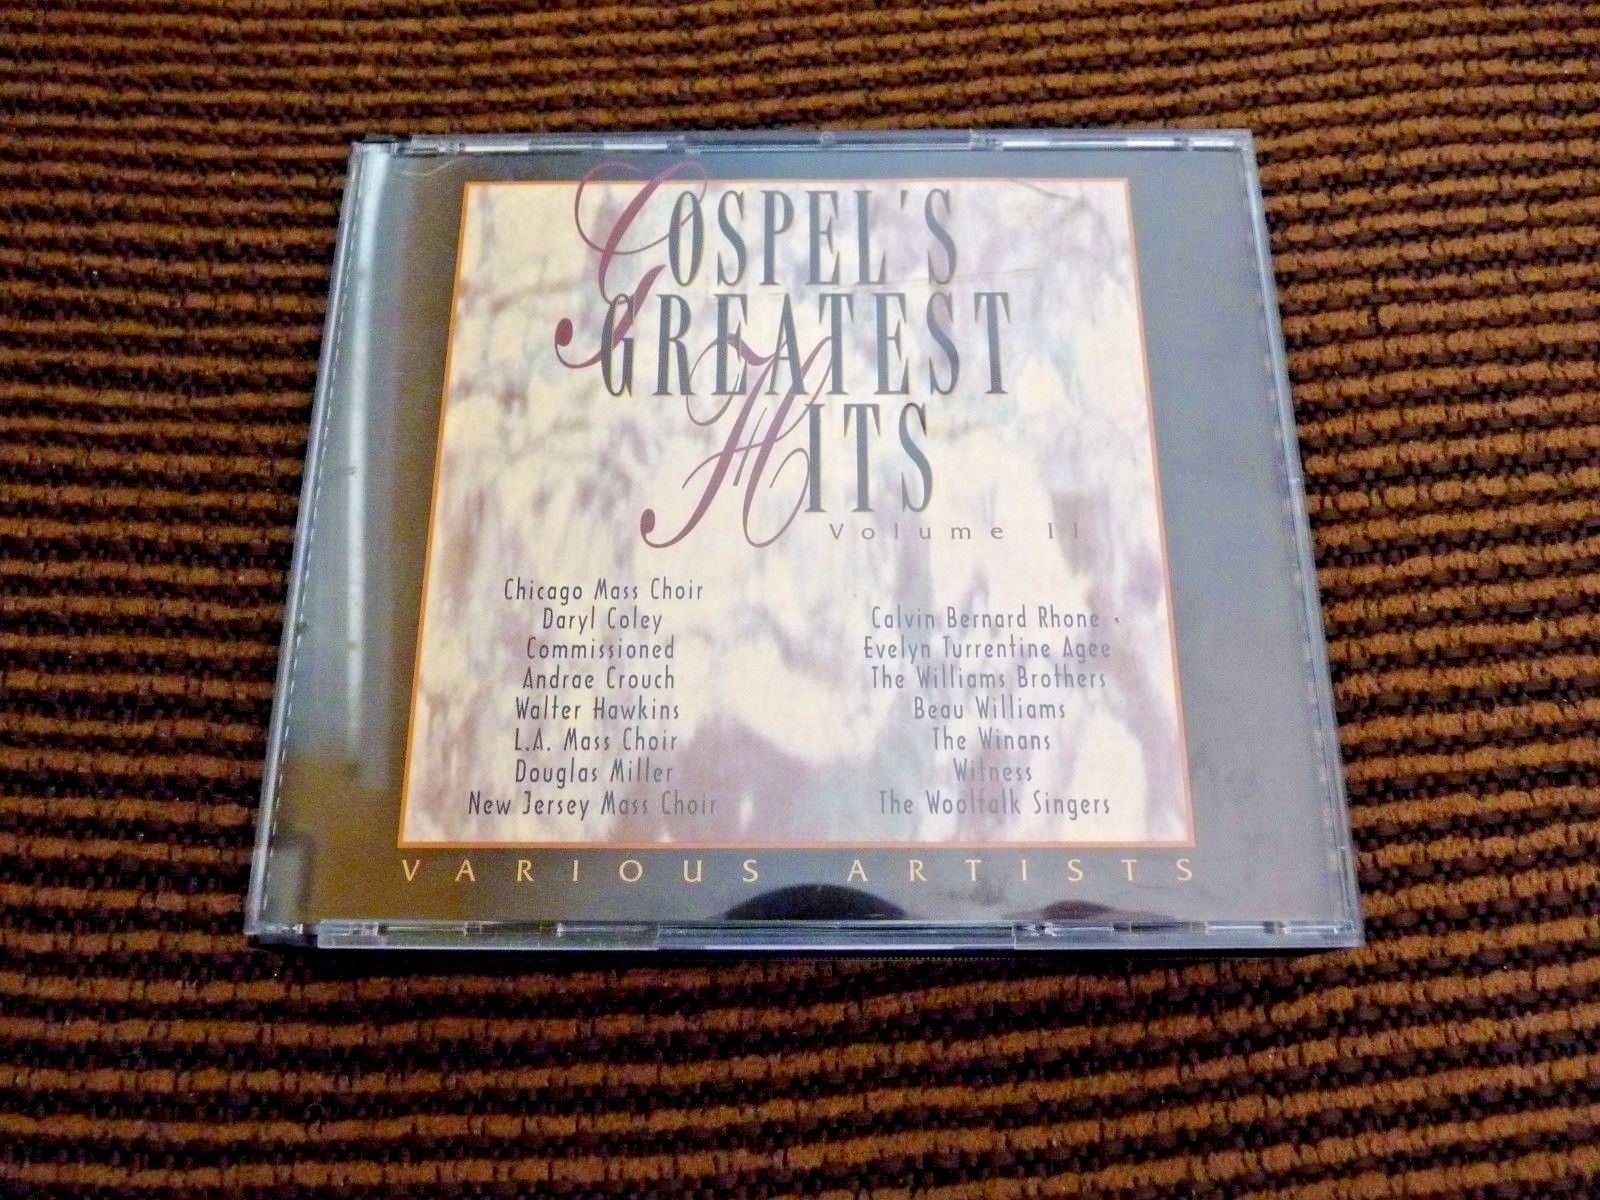 GOSPEL'S
GREATEST
HITS
Volume II
Chicago Mass Choir
Daryl Coley
Commissioned
Andrae Crouch
Walter Hawkins
L.A. Mass Choir
Douglas Miller
New Jersey Mass Choir
Calvin Bernard Rhone
Evelyn Turrentine Agee
The Williams Brothers
Beau Williams
The Winans
Witness
The Woolfalk Singers
VARIOUS ARTISTS